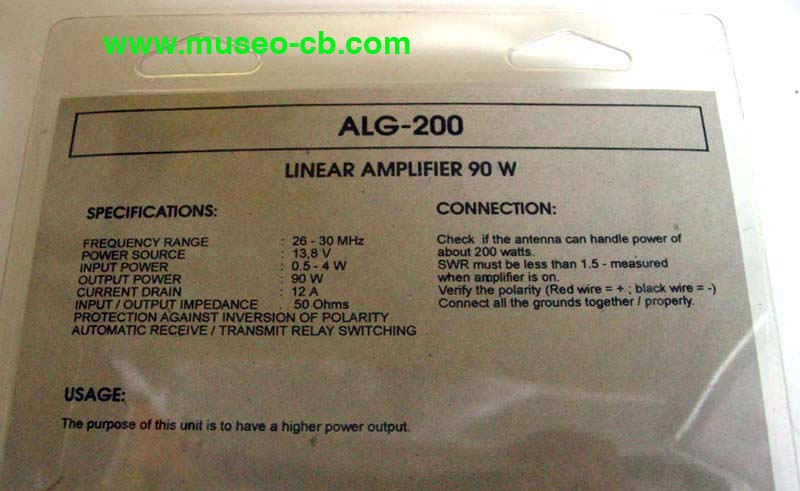 www.museo-cb.com
ALG-200
LINEAR AMPLIFIER 90 W
SPECIFICATIONS:
FREQUENCY RANGE : 26 - 30 MHz
POWER SOURCE : 13,8 V
INPUT POWER : 0.5 - 4 W
OUTPUT POWER : 90 W
CURRENT DRAIN : 12 A
INPUT / OUTPUT IMPEDANCE : 50 Ohms
PROTECTION AGAINST INVERSION OF POLARITY
AUTOMATIC RECEIVE / TRANSMIT RELAY SWITCHING
CONNECTION:
Check if the antenna can handle power of
about 200 watts.
SWR must be less than 1.5 - measured
when amplifier is on.
Verify the polarity (Red wire = + ; black wire = -)
Connect all the grounds together / properly.
USAGE:
The purpose of this unit is to have a higher power output.